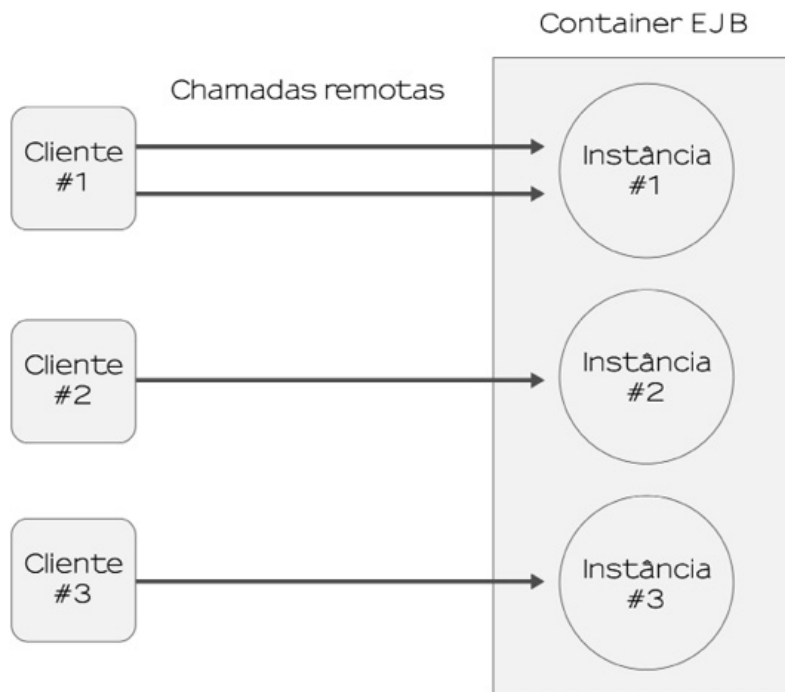 Container EJB
Chamadas remotas
Cliente
#1
Instância
#1
Cliente
#2
Instância
#2
Cliente
#3
Instância
#3